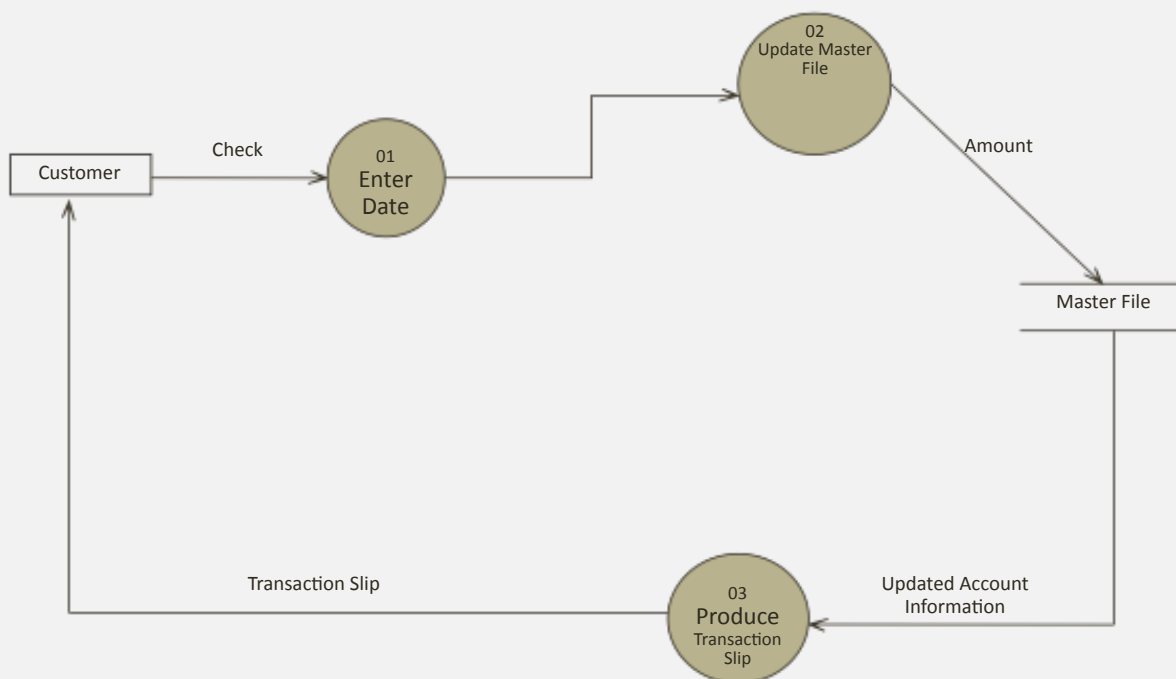 02
Update Master
File
Check
01
Enter
Date
Customer
Amount
Master File
Transaction Slip
03
Produce
Transaction
Slip
Updated Account
Information